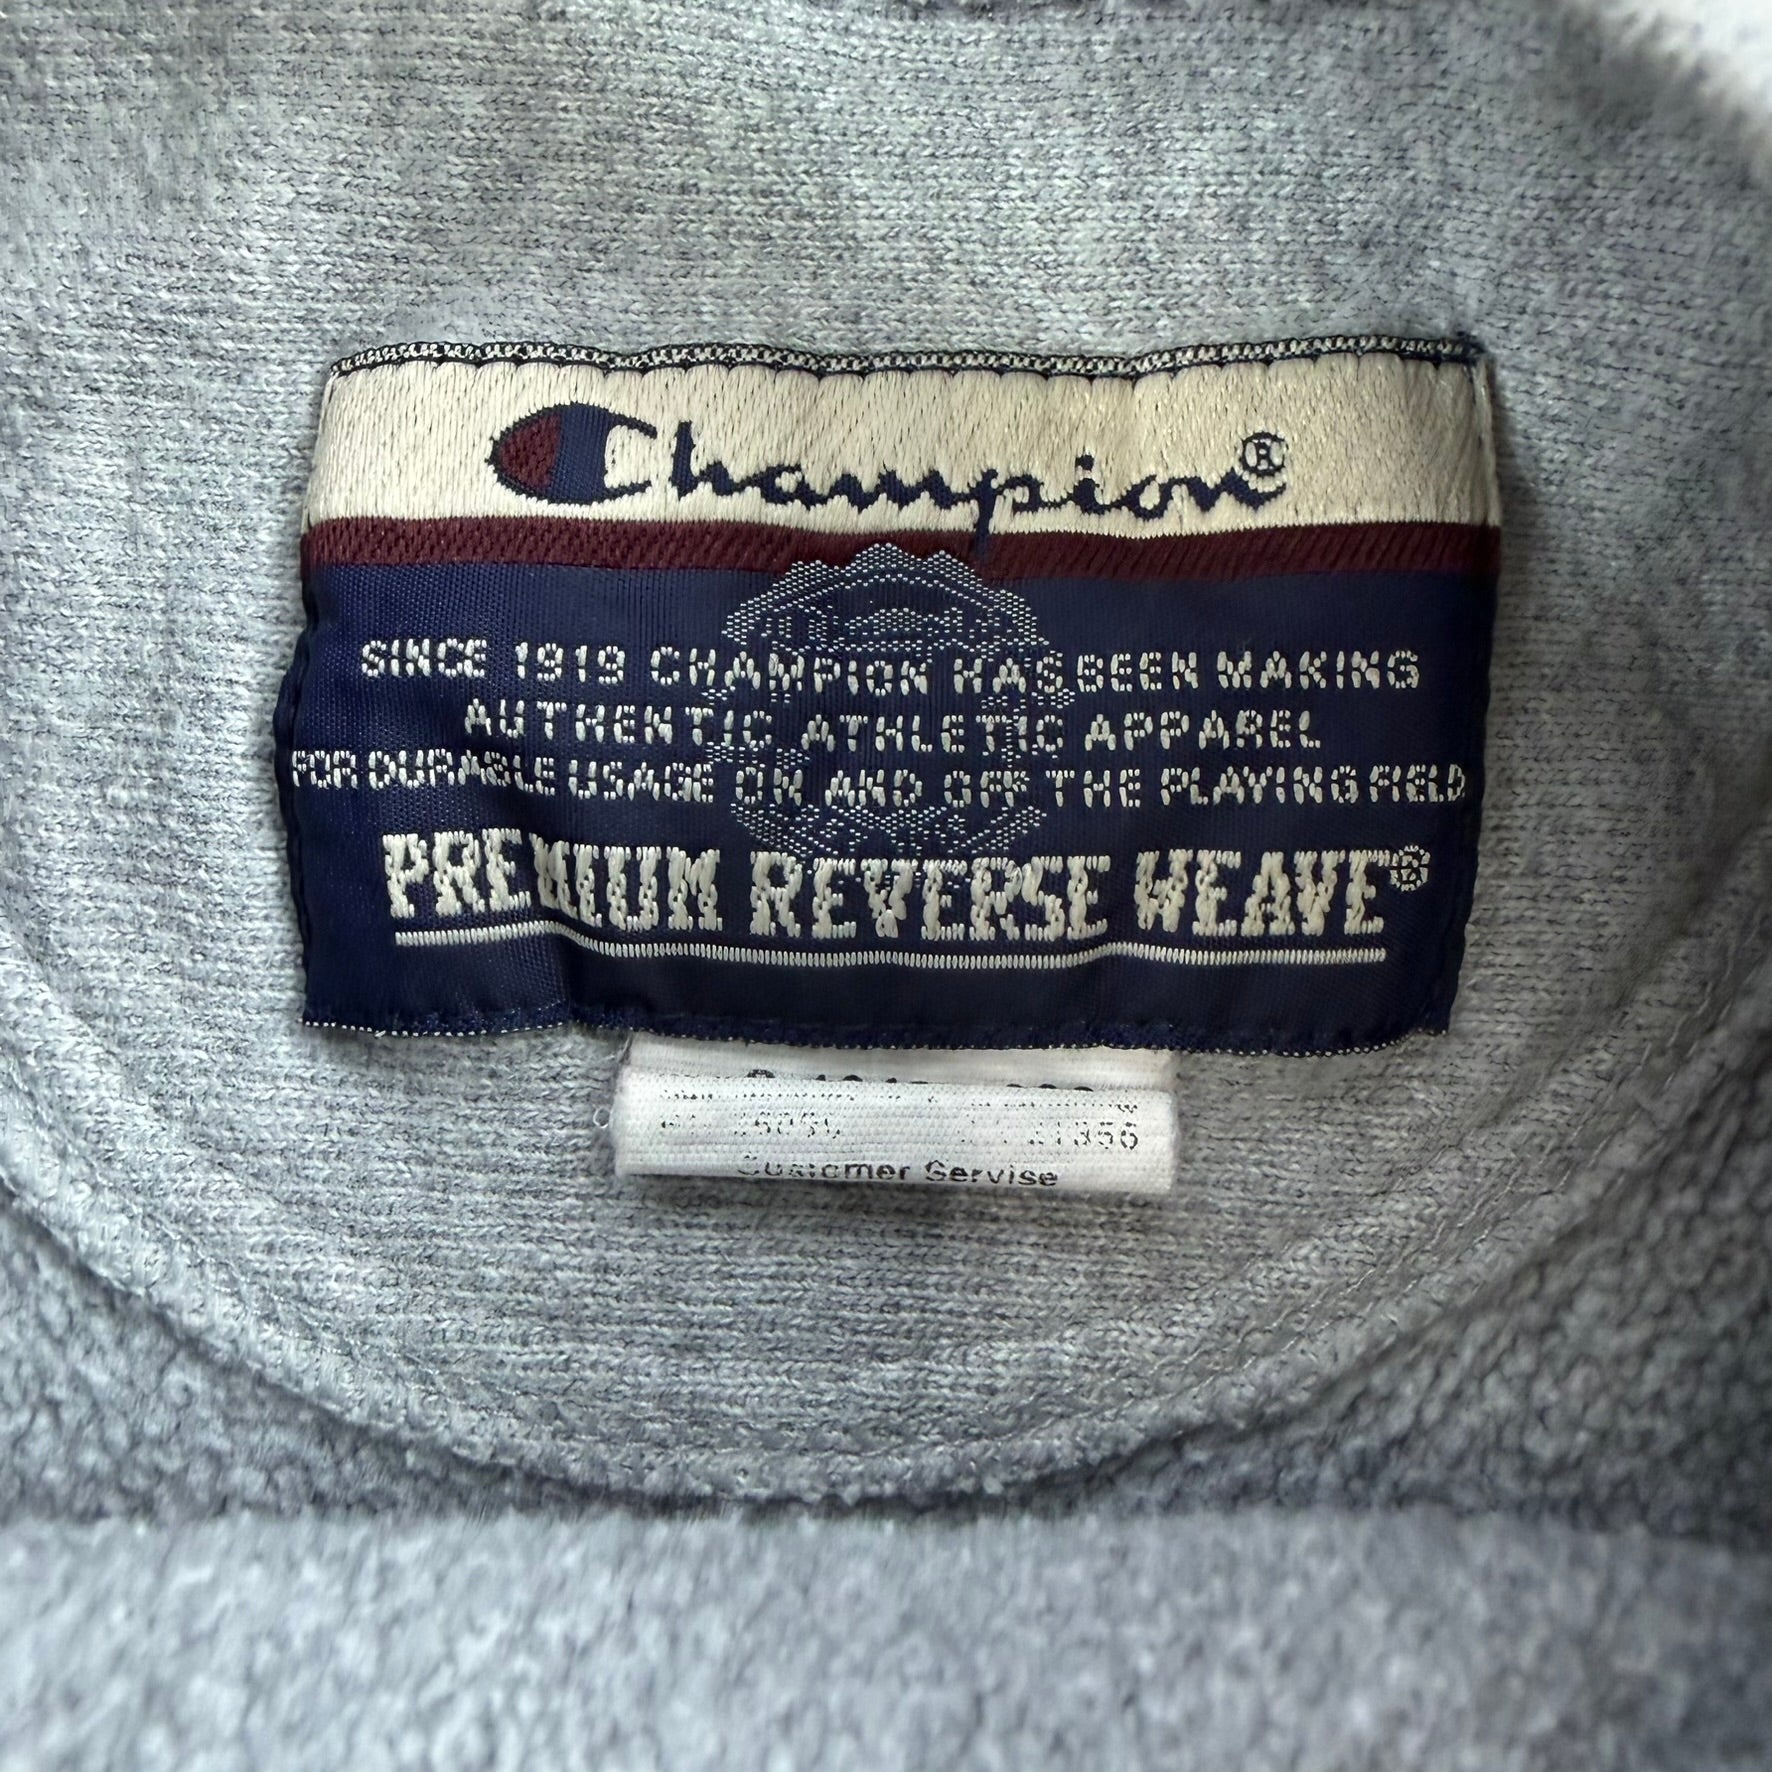 Champion®
SINCE 1919 CHAMPION HAS BEEN MAKING
AUTHENTIC ATHLETIC APPAREL
FOR DURABLE USAGE ON AND OFF THE PLAYING FIELD.
PREMIUM REVERSE WEAVE®
Customer Servise